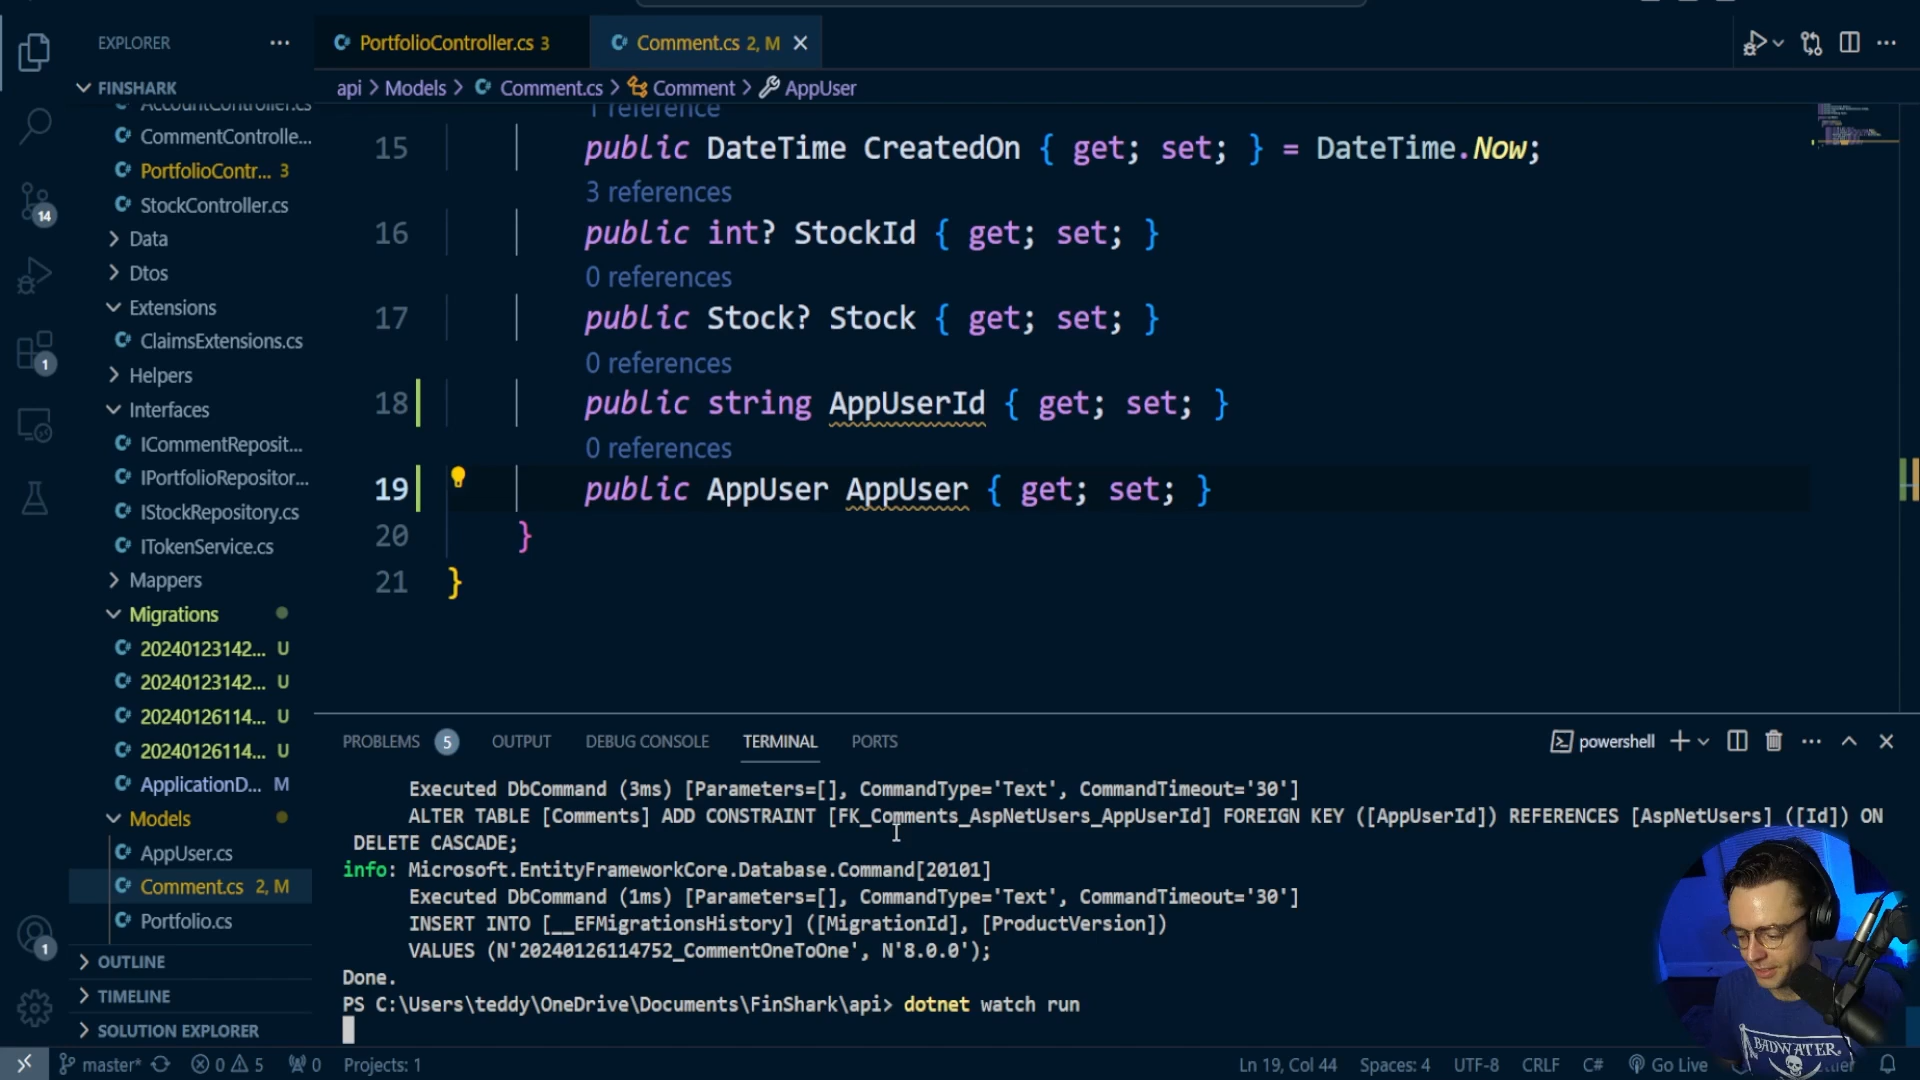 EXPLORER
PortfolioController.cs 3
Comment.cs 2, M
FINSHARK
api > Models > Comment.cs > Comment > AppUser
AccountController.cs
CommentControlle...
PortfolioContr... 3
StockController.cs
Data
Dtos
Extensions
ClaimsExtensions.cs
Helpers
Interfaces
ICommentReposit...
IPortfolioRepositor...
IStockRepository.cs
ITokenService.cs
Mappers
Migrations
20240123142... U
20240123142... U
20240126114... U
20240126114... U
ApplicationD... M
Models
AppUser.cs
Comment.cs 2, M
Portfolio.cs
OUTLINE
TIMELINE
SOLUTION EXPLORER
14
1
1
1 reference
15 public DateTime CreatedOn { get; set; } = DateTime.Now;
3 references
16 public int? StockId { get; set; }
0 references
17 public Stock? Stock { get; set; }
0 references
18 public string AppUserId { get; set; }
0 references
19 public AppUser AppUser { get; set; }
20 }
21 }
PROBLEMS 5 OUTPUT DEBUG CONSOLE TERMINAL PORTS
powershell
Executed DbCommand (3ms) [Parameters=[], CommandType='Text', CommandTimeout='30']
ALTER TABLE [Comments] ADD CONSTRAINT [FK_Comments_AspNetUsers_AppUserId] FOREIGN KEY ([AppUserId]) REFERENCES [AspNetUsers] ([Id]) ON
DELETE CASCADE;
info: Microsoft.EntityFrameworkCore.Database.Command[20101]
Executed DbCommand (1ms) [Parameters=[], CommandType='Text', CommandTimeout='30']
INSERT INTO [__EFMigrationsHistory] ([MigrationId], [ProductVersion])
VALUES (N'20240126114752_CommentOneToOne', N'8.0.0');
Done.
PS C:\Users\teddy\OneDrive\Documents\FinShark\api> dotnet watch run
BADWATER
master* 0 5 0 Projects: 1
Ln 19, Col 44 Spaces: 4 UTF-8 CRLF C# Go Live